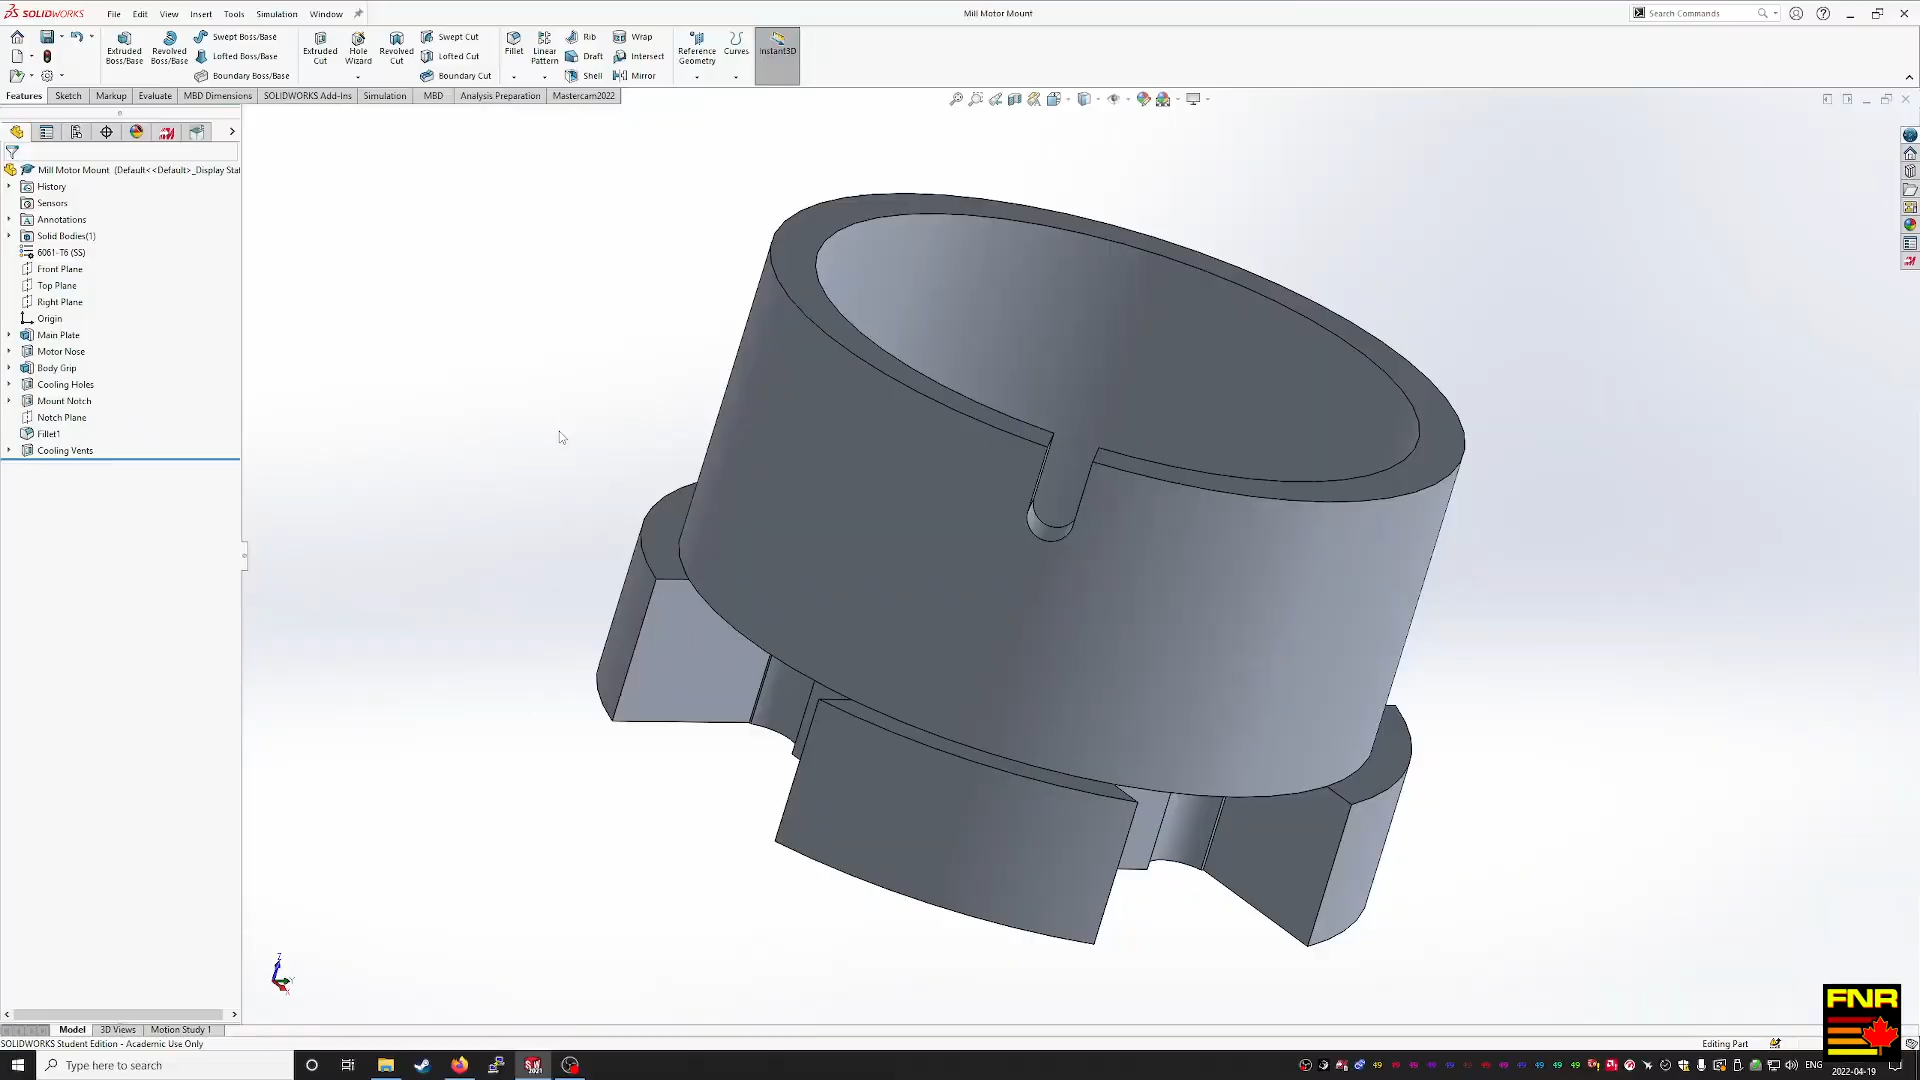 SOLIDWORKS File Edit View Insert Tools Simulation Window
Mill Motor Mount
Search Commands
Extruded Boss/Base
Revolved Boss/Base
Swept Boss/Base
Lofted Boss/Base
Boundary Boss/Base
Extruded Cut
Hole Wizard
Revolved Cut
Swept Cut
Lofted Cut
Boundary Cut
Fillet
Linear Pattern
Rib
Draft
Shell
Wrap
Intersect
Mirror
Reference Geometry
Curves
Instant3D
Features Sketch Markup Evaluate MBD Dimensions SOLIDWORKS Add-Ins Simulation MBD Analysis Preparation Mastercam2022
Mill Motor Mount (Default<<Default>_Display Stat
History
Sensors
Annotations
Solid Bodies(1)
6061-T6 (SS)
Front Plane
Top Plane
Right Plane
Origin
Main Plate
Motor Nose
Body Grip
Cooling Holes
Mount Notch
Notch Plane
Fillet1
Cooling Vents
Z
Y
X
FNR
Model 3D Views Motion Study 1
SOLIDWORKS Student Edition - Academic Use Only
Editing Part
Type here to search
ENG
2022-04-19